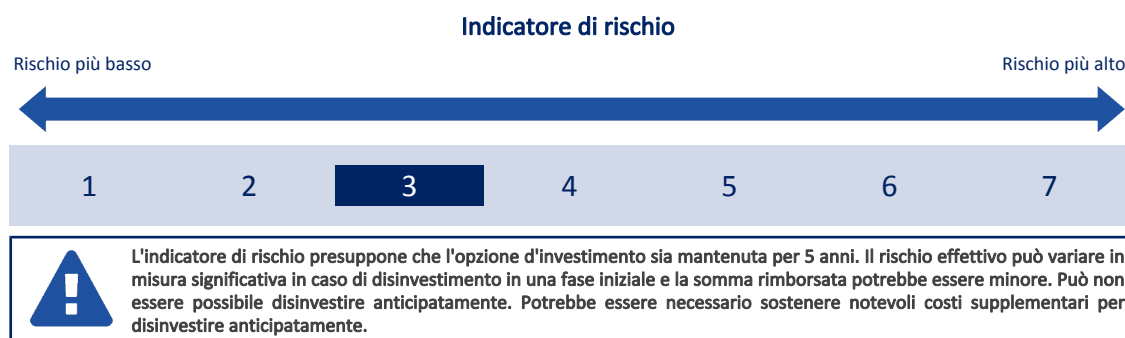 Indicatore di rischio
Rischio più basso
Rischio più alto
1 2 3 4 5 6 7
L'indicatore di rischio presuppone che l'opzione d'investimento sia mantenuta per 5 anni. Il rischio effettivo può variare in
misura significativa in caso di disinvestimento in una fase iniziale e la somma rimborsata potrebbe essere minore. Può non
essere possibile disinvestire anticipatamente. Potrebbe essere necessario sostenere notevoli costi supplementari per
disinvestire anticipatamente.